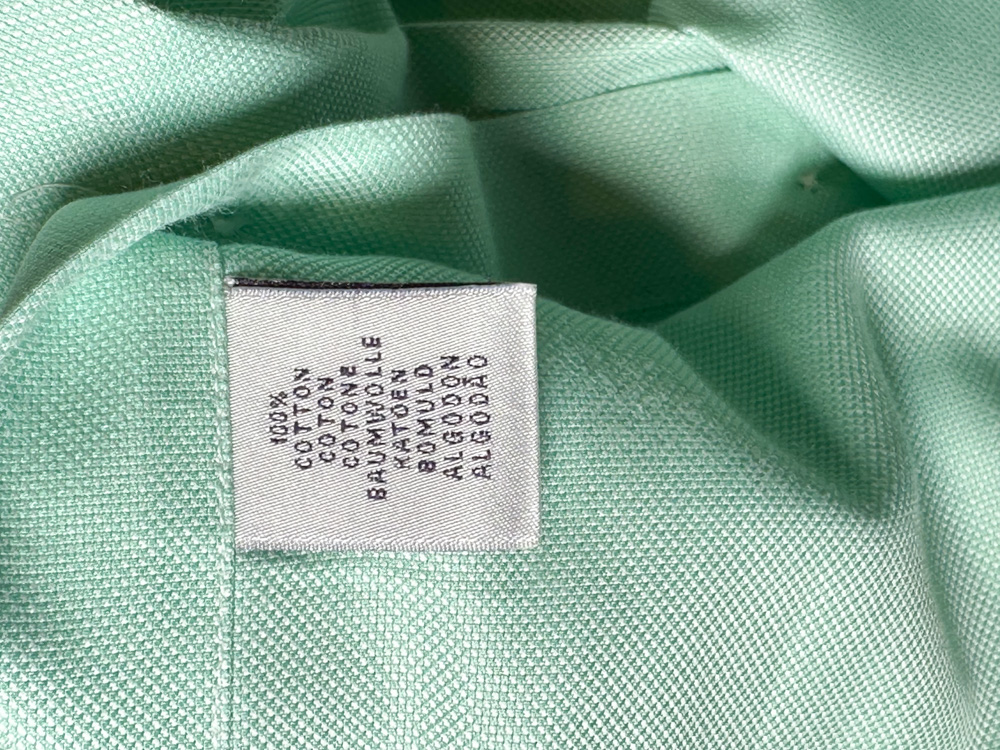 100%
COTTON
COTON
COTONE
BAUMWOLLE
KATOEN
BOMULD
ALGODON
ALGODÃO